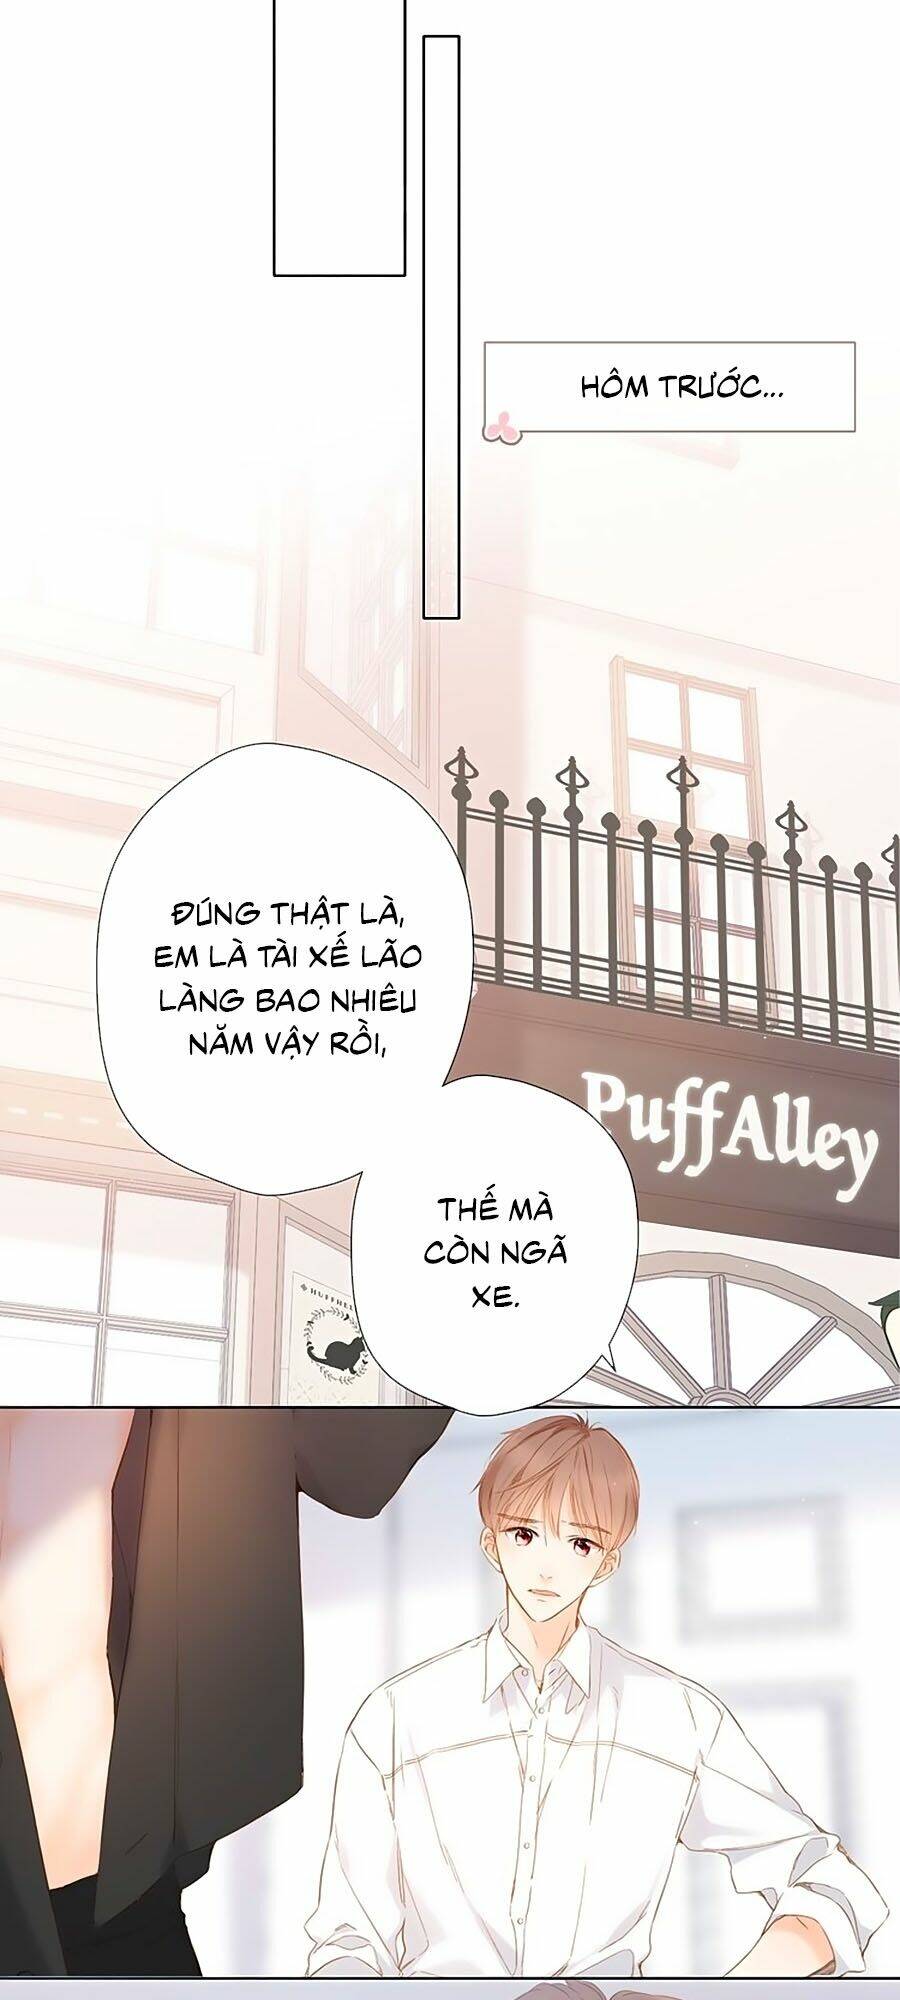 HÔM TRƯỚC...
ĐÚNG THẬT LÀ,
EM LÀ TÀI XẾ LÃO
LÀNG BAO NHIÊU
NĂM VẬY RỒI,
PuffAlley
THẾ MÀ
CÒN NGÃ
XE.